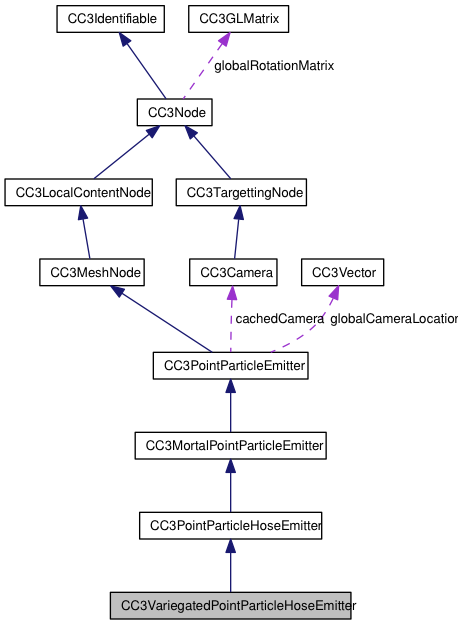 CC3Identifiable
CC3GLMatrix
globalRotationMatrix
CC3Node
CC3LocalContentNode
CC3TargettingNode
CC3MeshNode
CC3Camera
CC3Vector
cachedCamera
globalCameraLocation
CC3PointParticleEmitter
CC3MortalPointParticleEmitter
CC3PointParticleHoseEmitter
CC3VariegatedPointParticleHoseEmitter